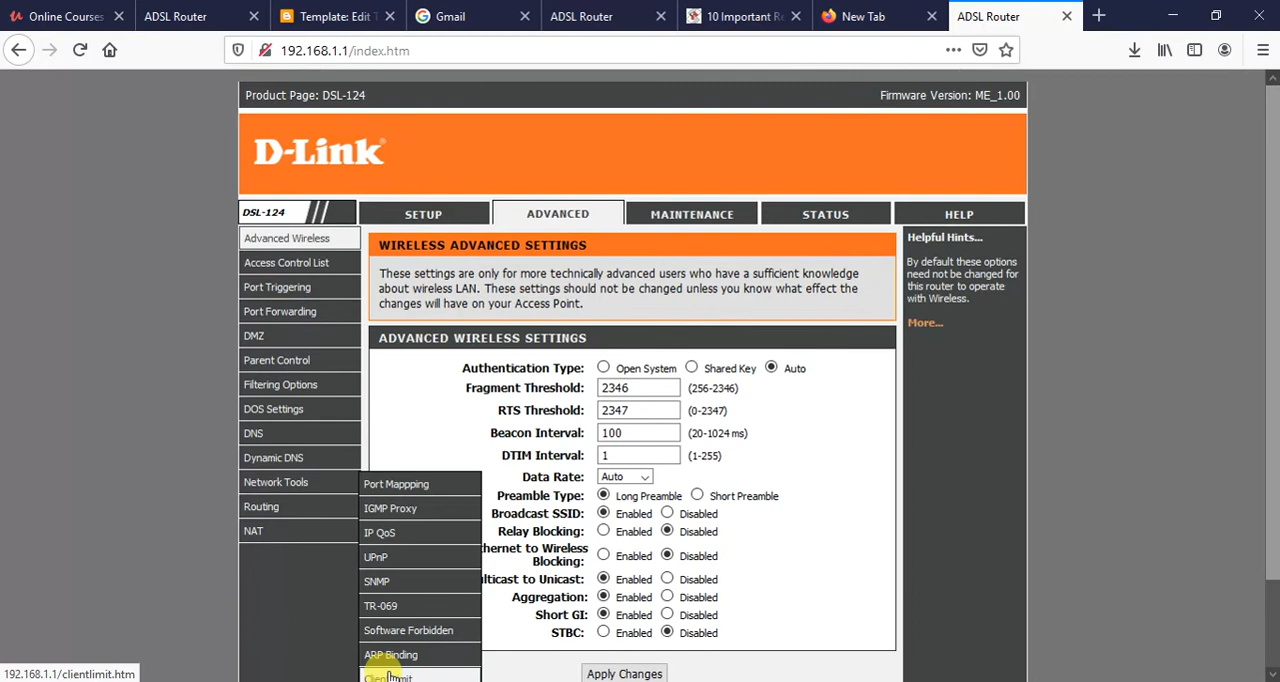 Online Courses
ADSL Router
Template: Edit T
Gmail
ADSL Router
10 Important Re
New Tab
ADSL Router
192.168.1.1/index.htm
Product Page: DSL-124
Firmware Version: ME_1.00
D-Link
DSL-124
SETUP
ADVANCED
MAINTENANCE
STATUS
HELP
Advanced Wireless
Access Control List
Port Triggering
Port Forwarding
DMZ
Parent Control
Filtering Options
DOS Settings
DNS
Dynamic DNS
Network Tools
Routing
NAT
Port Mappping
IGMP Proxy
IP QoS
UPnP
SNMP
TR-069
Software Forbidden
ARP Binding
WIRELESS ADVANCED SETTINGS
These settings are only for more technically advanced users who have a sufficient knowledge
about wireless LAN. These settings should not be changed unless you know what effect the
changes will have on your Access Point.
ADVANCED WIRELESS SETTINGS
Authentication Type: Open System Shared Key Auto
Fragment Threshold: 2346 (256-2346)
RTS Threshold: 2347 (0-2347)
Beacon Interval: 100 (20-1024 ms)
DTIM Interval: 1 (1-255)
Data Rate: Auto
Preamble Type: Long Preamble Short Preamble
Broadcast SSID: Enabled Disabled
Relay Blocking: Enabled Disabled
hernet to Wireless
Blocking: Enabled Disabled
ulticast to Unicast: Enabled Disabled
Aggregation: Enabled Disabled
Short GI: Enabled Disabled
STBC: Enabled Disabled
Apply Changes
Helpful Hints...
By default these options
need not be changed for
this router to operate
with Wireless.
More...
192.168.1.1/clientlimit.htm